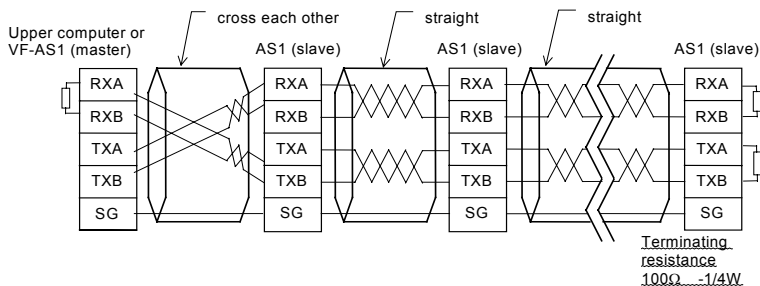 cross each other
straight
straight
Upper computer or
VF-AS1 (master)
AS1 (slave)
AS1 (slave)
AS1 (slave)
RXA
RXB
TXA
TXB
SG
RXA
RXB
TXA
TXB
SG
RXA
RXB
TXA
TXB
SG
RXA
RXB
TXA
TXB
SG
Terminating
resistance
100Ω -1/4W